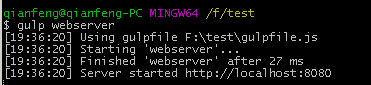 qianfeng@qianfeng-PC MINGW64 /f/test
$ gulp webserver
[19:36:20] Using gulpfile F:\test\gulpfile.js
[19:36:20] Starting 'webserver'...
[19:36:20] Finished 'webserver' after 27 ms
[19:36:20] Server started http://localhost:8080